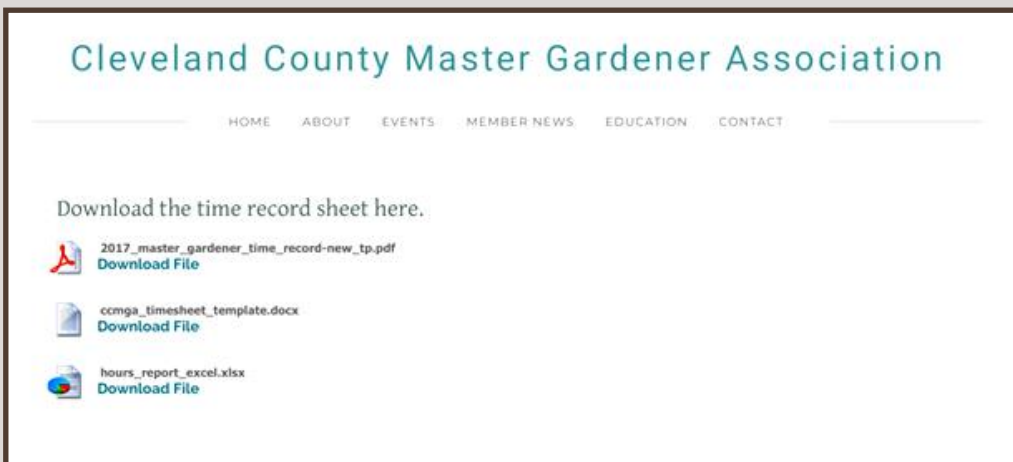 Cleveland County Master Gardener Association
HOME ABOUT EVENTS MEMBER NEWS EDUCATION CONTACT
Download the time record sheet here.
2017_master_gardener_time_record-new_tp.pdf
Download File
ccmga_timesheet_template.docx
Download File
hours_report_excel.xlsx
Download File